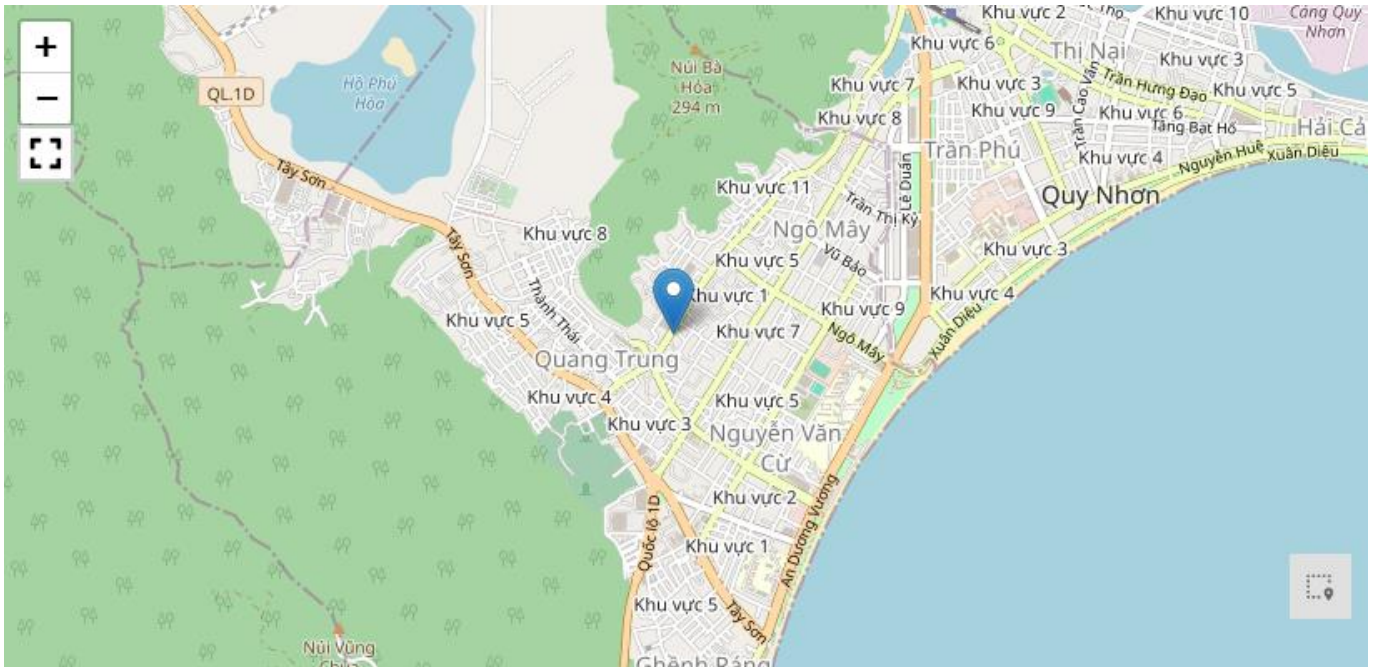 +
−
QL.1D
Hồ Phú
Hòa
Tây Sơn
Tây Sơn
Núi Bà
Hỏa
294 m
Khu vực 2
Khu vực 10
Cảng Quy
Nhơn
Khu vực 6
Thị Nại
Khu vực 3
Khu vực 7
Khu vực 3
Trần Hưng Đạo
Khu vực 5
Trần Cao Vân
Khu vực 8
Khu vực 9
Khu vực 6
Tăng Bạt Hổ
Hải Cả
Trần Phú
Khu vực 4
Nguyễn Huệ
Xuân Diệu
Lê Duẩn
Khu vực 11
Trần Thị Kỷ
Quy Nhơn
Khu vực 8
Ngô Mây
Vũ Bảo
Khu vực 3
Khu vực 5
Thành Thái
Khu vực 1
Khu vực 9
Khu vực 4
Khu vực 5
Khu vực 7
Ngô Mây
Xuân Diệu
Quang Trung
Khu vực 4
Khu vực 5
Khu vực 3
Nguyễn Văn
Cừ
Khu vực 2
Quốc lộ 1D
An Dương Vương
Khu vực 1
Khu vực 5
Tây Sơn
Núi Vũng
Chua
Ghềnh Ráng